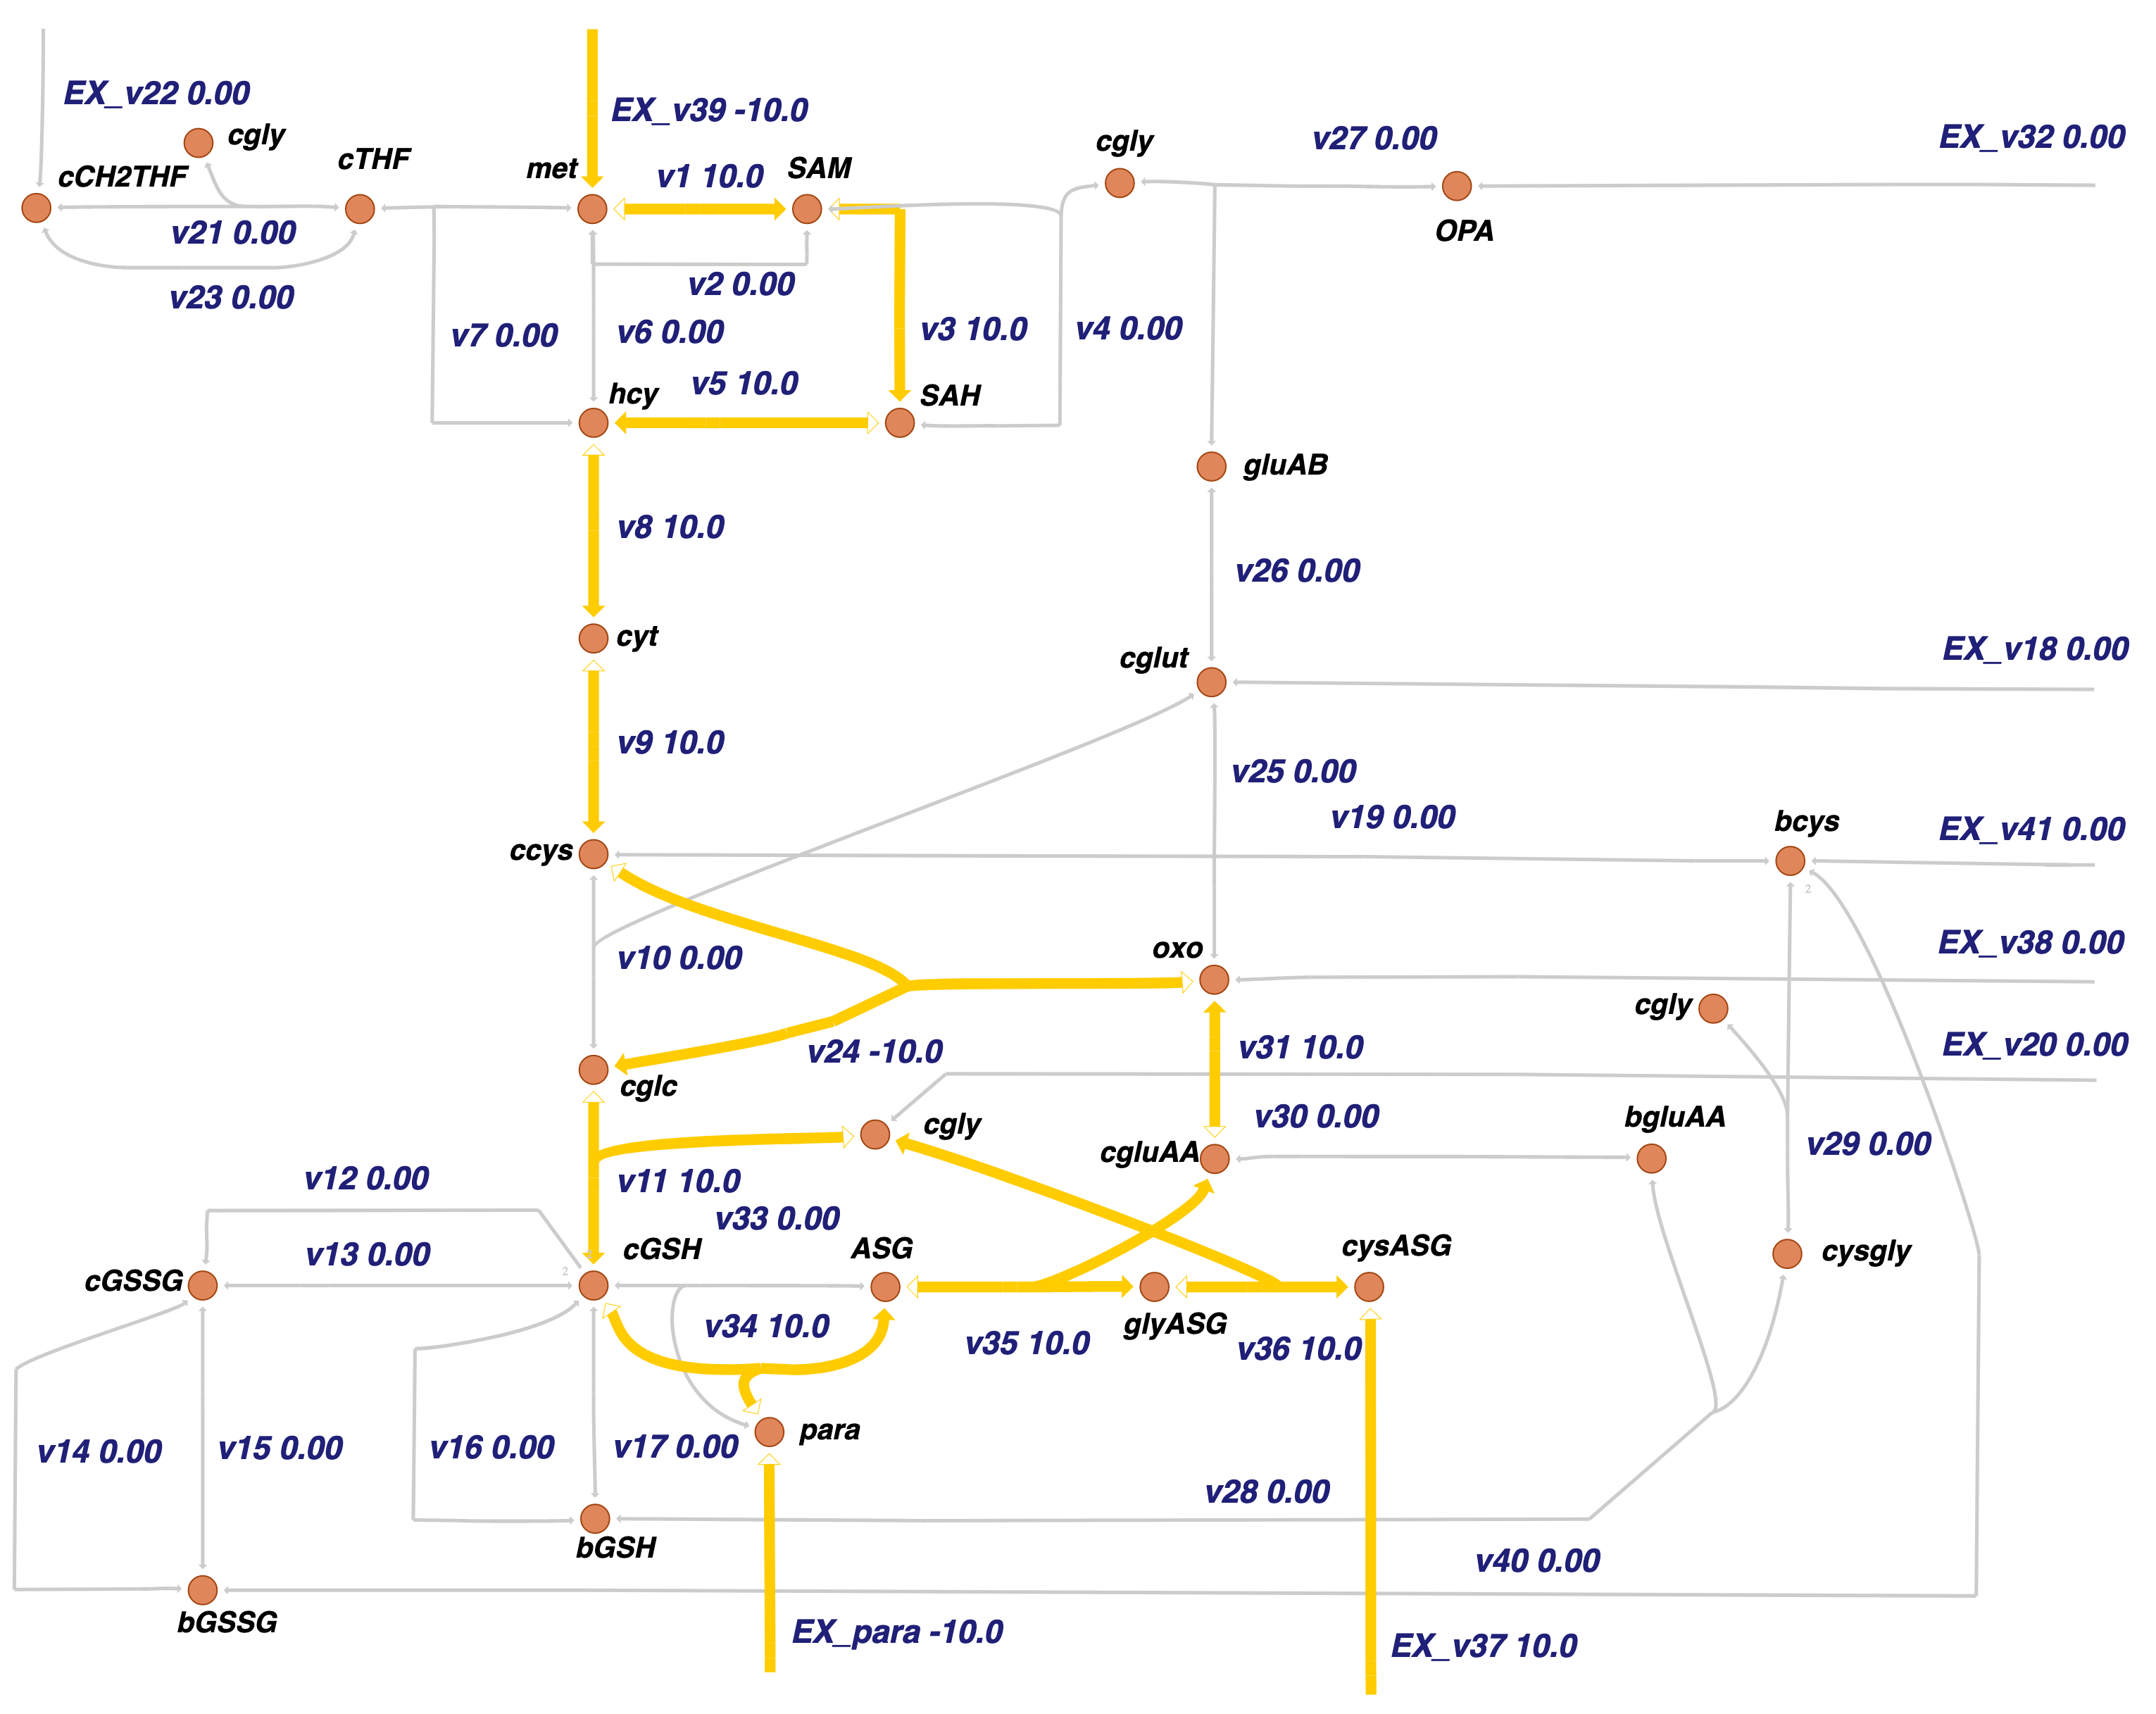 EX_v22 0.00
EX_v39 -10.0
cgly
cCH2THF
cTHF
met
v1 10.0
SAM
cgly
v27 0.00
EX_v32 0.00
v21 0.00
OPA
v23 0.00
v2 0.00
v7 0.00
v6 0.00
v3 10.0
v4 0.00
hcy
v5 10.0
SAH
gluAB
v8 10.0
v26 0.00
cyt
cglut
EX_v18 0.00
v9 10.0
v25 0.00
v19 0.00
bcys
EX_v41 0.00
ccys
2
v10 0.00
oxo
EX_v38 0.00
cgly
v24 -10.0
v31 10.0
EX_v20 0.00
cglc
cgly
v30 0.00
bgluAA
cgluAA
v29 0.00
v12 0.00
v11 10.0
v33 0.00
v13 0.00
cGSH
ASG
cysASG
cysgly
cGSSG
2
v34 10.0
glyASG
v35 10.0
v36 10.0
para
v14 0.00
v15 0.00
v16 0.00
v17 0.00
v28 0.00
bGSH
v40 0.00
bGSSG
EX_para -10.0
EX_v37 10.0